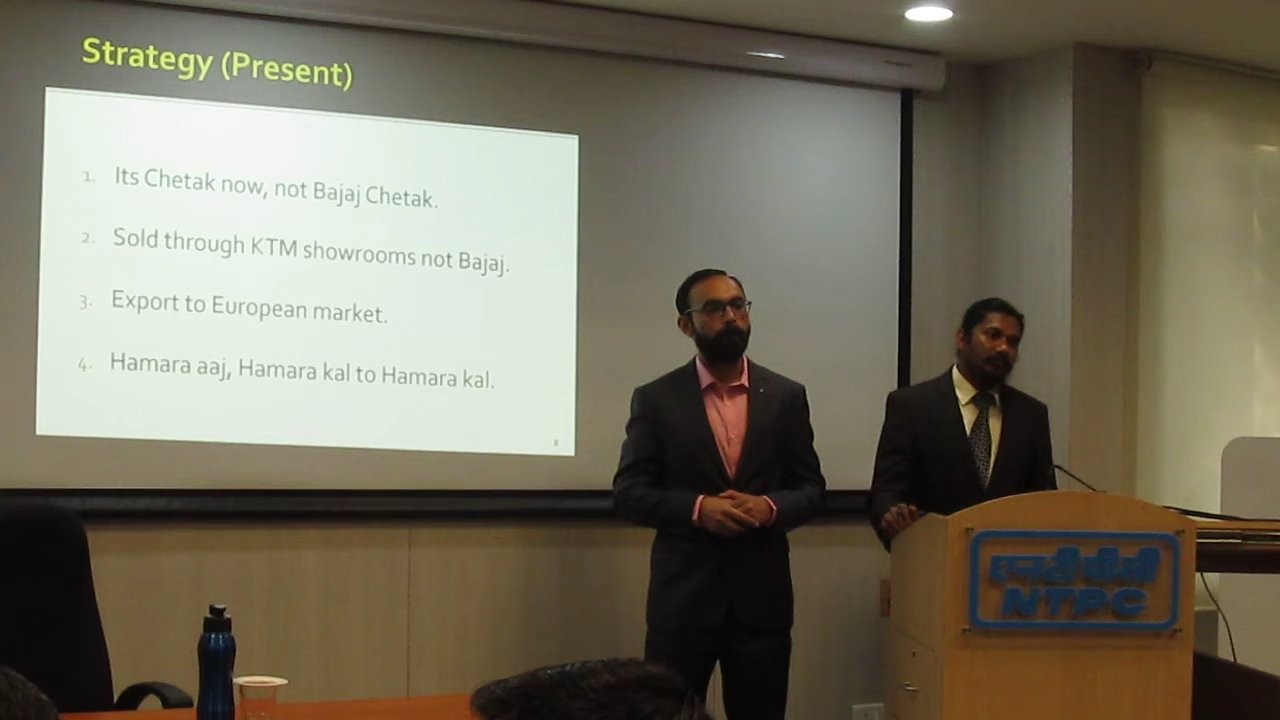 Strategy (Present)
1. Its Chetak now, not Bajaj Chetak.
2. Sold through KTM showrooms not Bajaj.
3. Export to European market.
4. Hamara aaj, Hamara kal to Hamara kal.
8
एनटीपीसी
NTPC